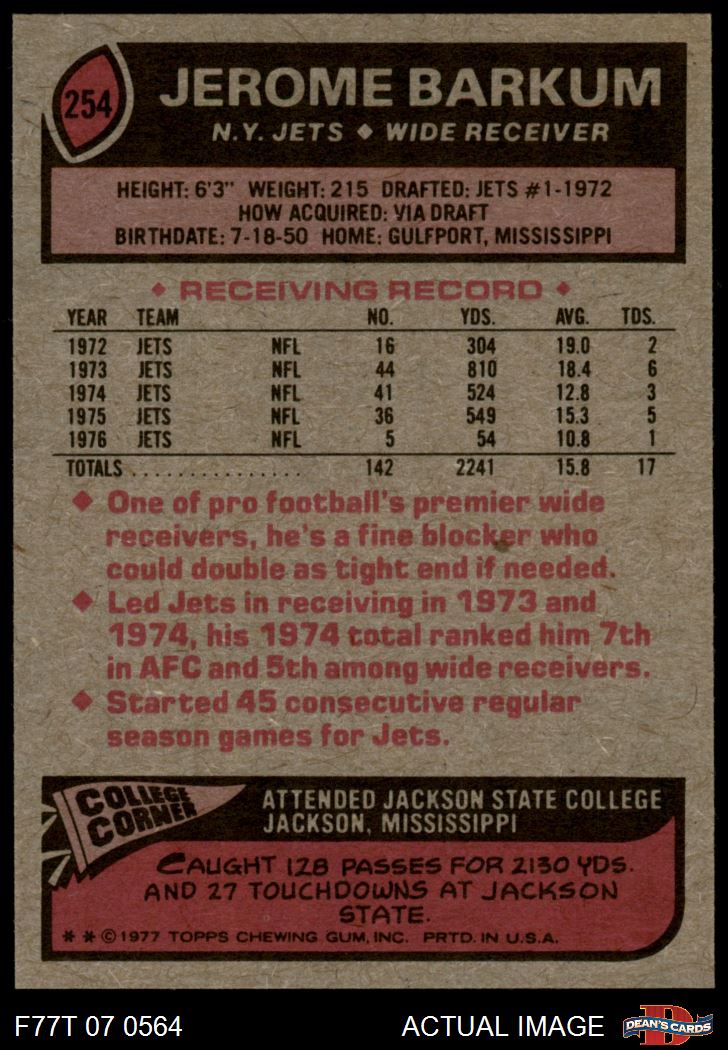 254
JEROME BARKUM
N.Y. JETS ♦ WIDE RECEIVER
HEIGHT: 6'3" WEIGHT: 215 DRAFTED: JETS #1-1972
HOW ACQUIRED: VIA DRAFT
BIRTHDATE: 7-18-50 HOME: GULFPORT, MISSISSIPPI
♦ RECEIVING RECORD ♦
YEAR TEAM NO. YDS. AVG. TDS.
1972 JETS NFL 16 304 19.0 2
1973 JETS NFL 44 810 18.4 6
1974 JETS NFL 41 524 12.8 3
1975 JETS NFL 36 549 15.3 5
1976 JETS NFL 5 54 10.8 1
TOTALS ................ 142 2241 15.8 17
♦ One of pro football's premier wide
receivers, he's a fine blocker who
could double as tight end if needed.
♦ Led Jets in receiving in 1973 and
1974, his 1974 total ranked him 7th
in AFC and 5th among wide receivers.
♦ Started 45 consecutive regular
season games for Jets.
COLLEGE
CORNER
ATTENDED JACKSON STATE COLLEGE
JACKSON, MISSISSIPPI
CAUGHT 128 PASSES FOR 2130 YDS.
AND 27 TOUCHDOWNS AT JACKSON
STATE.
* * © 1977 TOPPS CHEWING GUM, INC. PRTD. IN U.S.A.
F77T 07 0564 ACTUAL IMAGE
D
DEAN'S CARDS